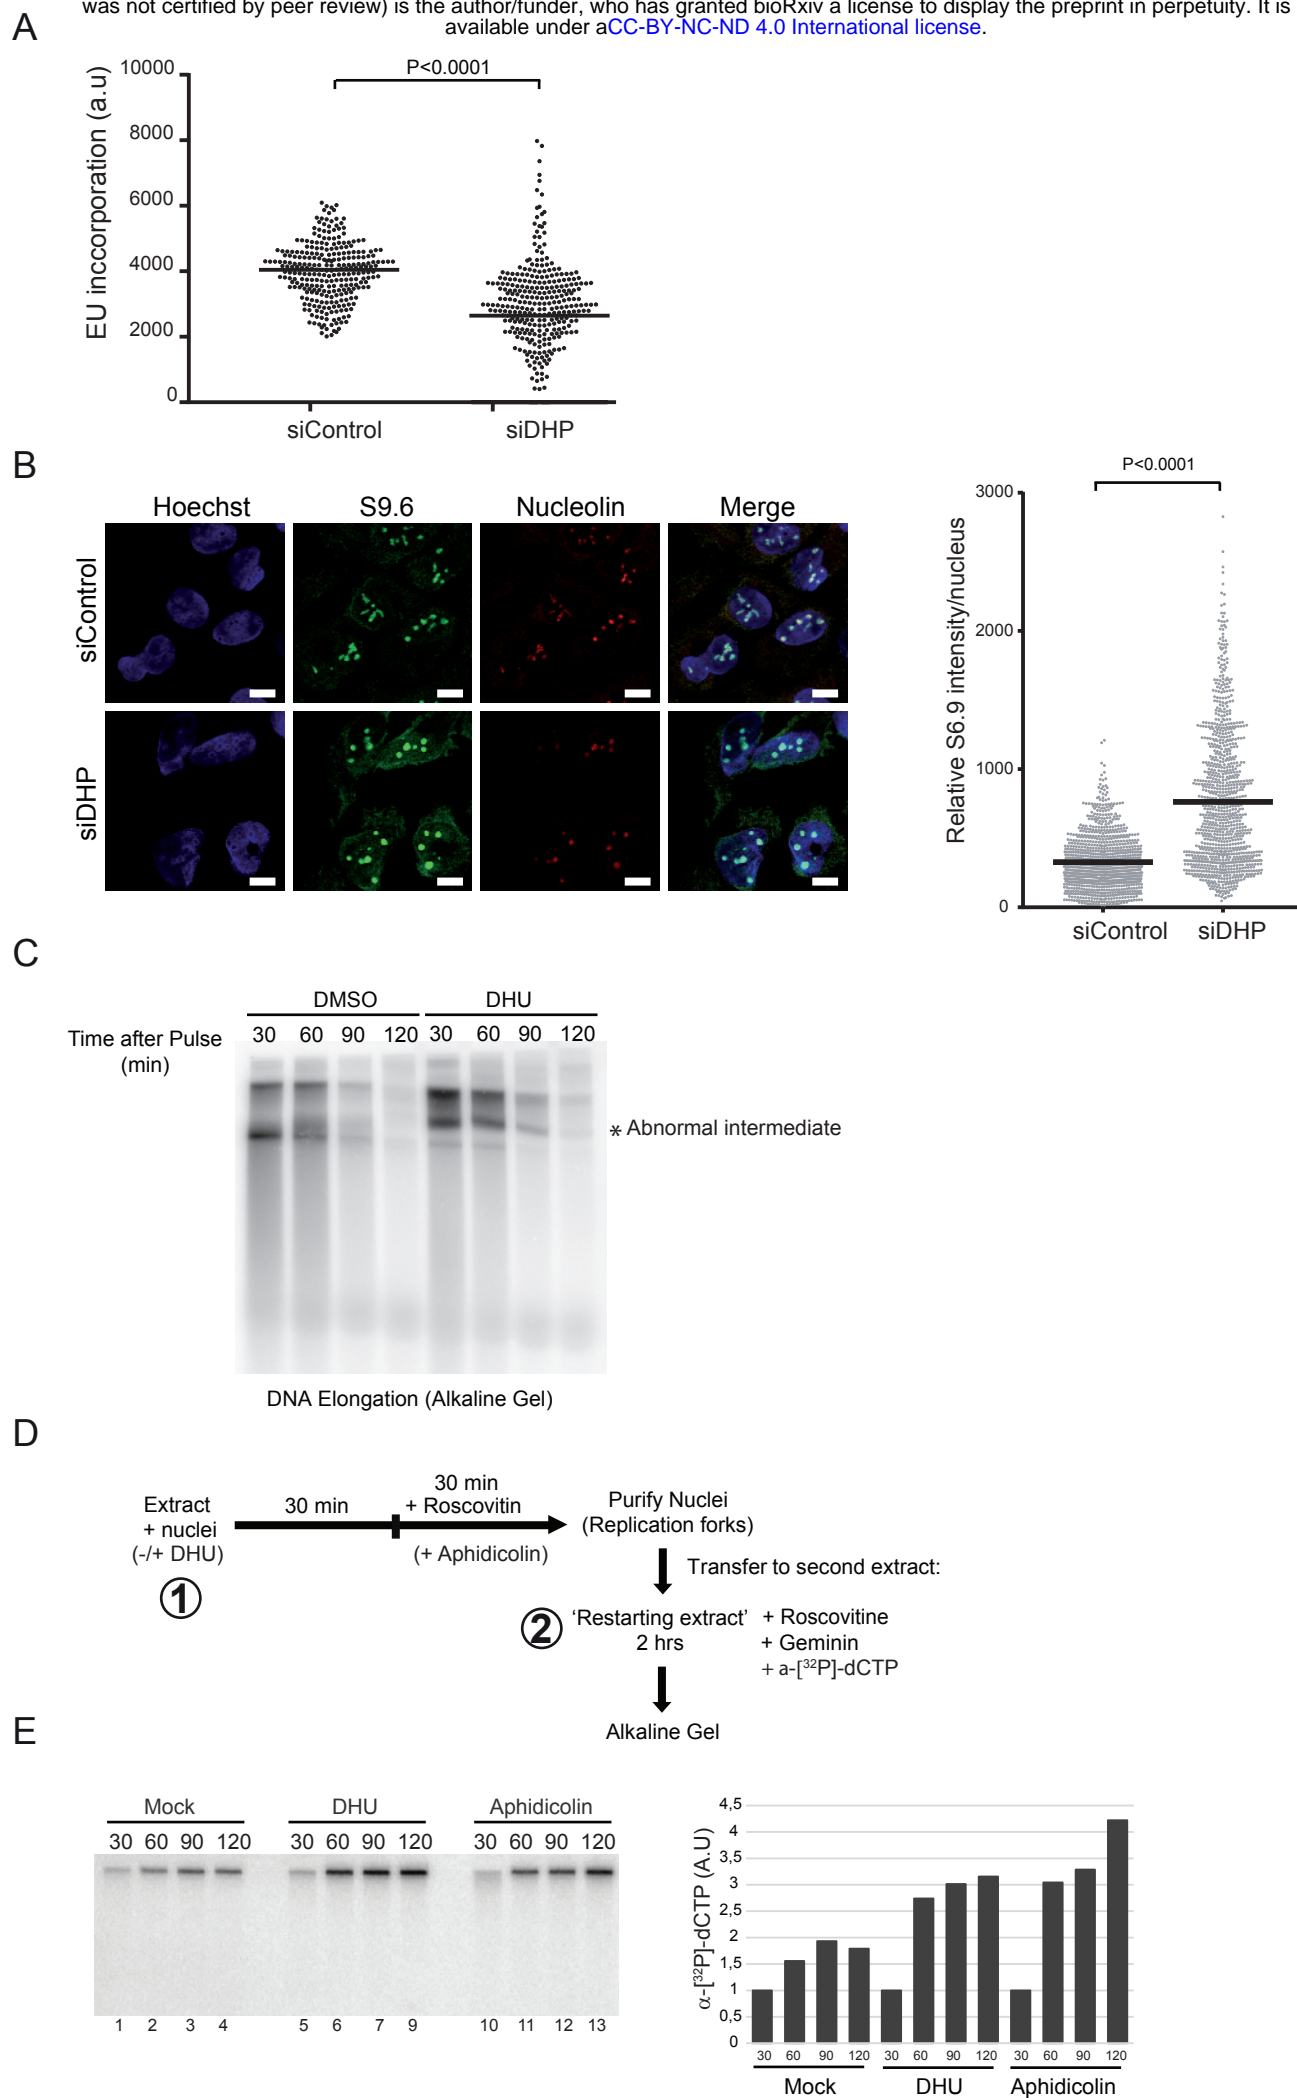 was not certified by peer review) is the author/funder, who has granted bioRxiv a license to display the preprint in perpetuity. It is
available under aCC-BY-NC-ND 4.0 International license.
A
P<0.0001
EU inccorporation (a.u)
10000
8000
6000
4000
2000
0
siControl siDHP
B
Hoechst S9.6 Nucleolin Merge
siControl
siDHP
P<0.0001
Relative S6.9 intensity/nucleus
3000
2000
1000
0
siControl siDHP
C
DMSO DHU
Time after Pulse
(min)
30 60 90 120 30 60 90 120
* Abnormal intermediate
DNA Elongation (Alkaline Gel)
D
Extract
+ nuclei
(-/+ DHU)
1
30 min
30 min
+ Roscovitin
(+ Aphidicolin)
Purify Nuclei
(Replication forks)
Transfer to second extract:
2
‘Restarting extract’
2 hrs
+ Roscovitine
+ Geminin
+ a-[32P]-dCTP
Alkaline Gel
E
Mock DHU Aphidicolin
30 60 90 120 30 60 90 120 30 60 90 120
1 2 3 4 5 6 7 9 10 11 12 13
α-[32P]-dCTP (A.U)
4,5
4
3,5
3
2,5
2
1,5
1
0,5
0
30 60 90 120 30 60 90 120 30 60 90 120
Mock DHU Aphidicolin